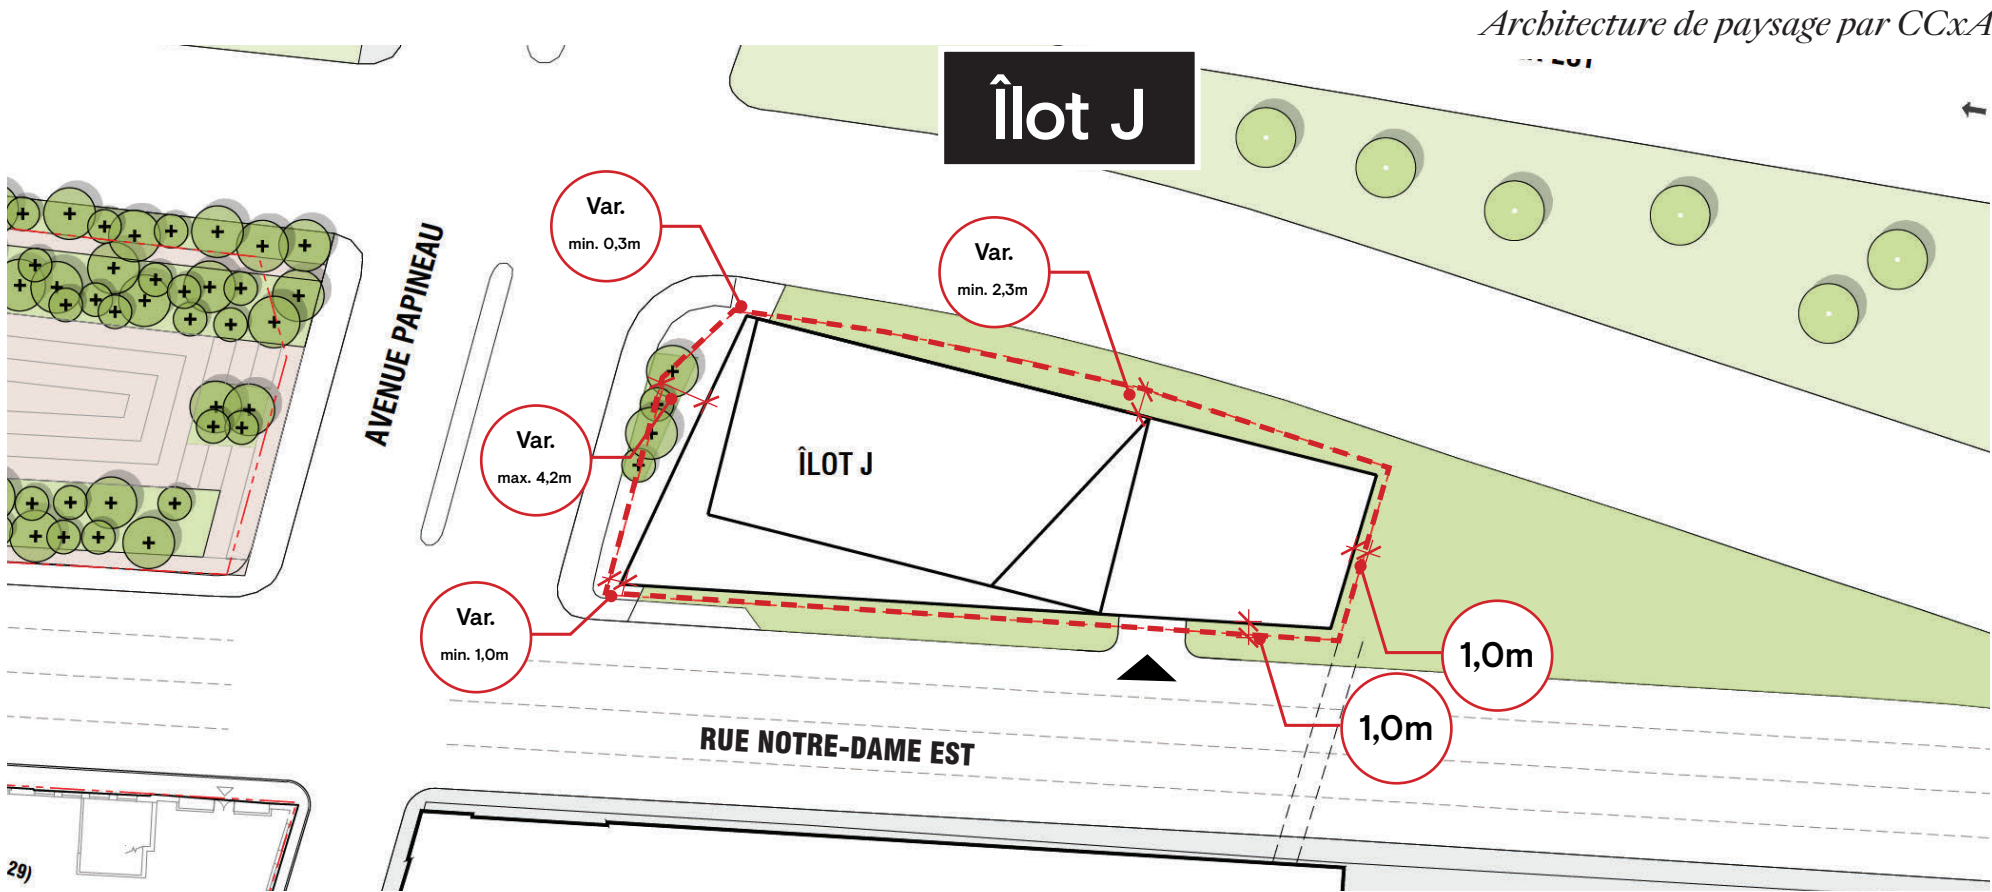 Architecture de paysage par CCxA
EST
Îlot J
Var.
min. 0,3m
Var.
min. 2,3m
AVENUE PAPINEAU
Var.
max. 4,2m
ÎLOT J
Var.
min. 1,0m
1,0m
1,0m
RUE NOTRE-DAME EST
29)